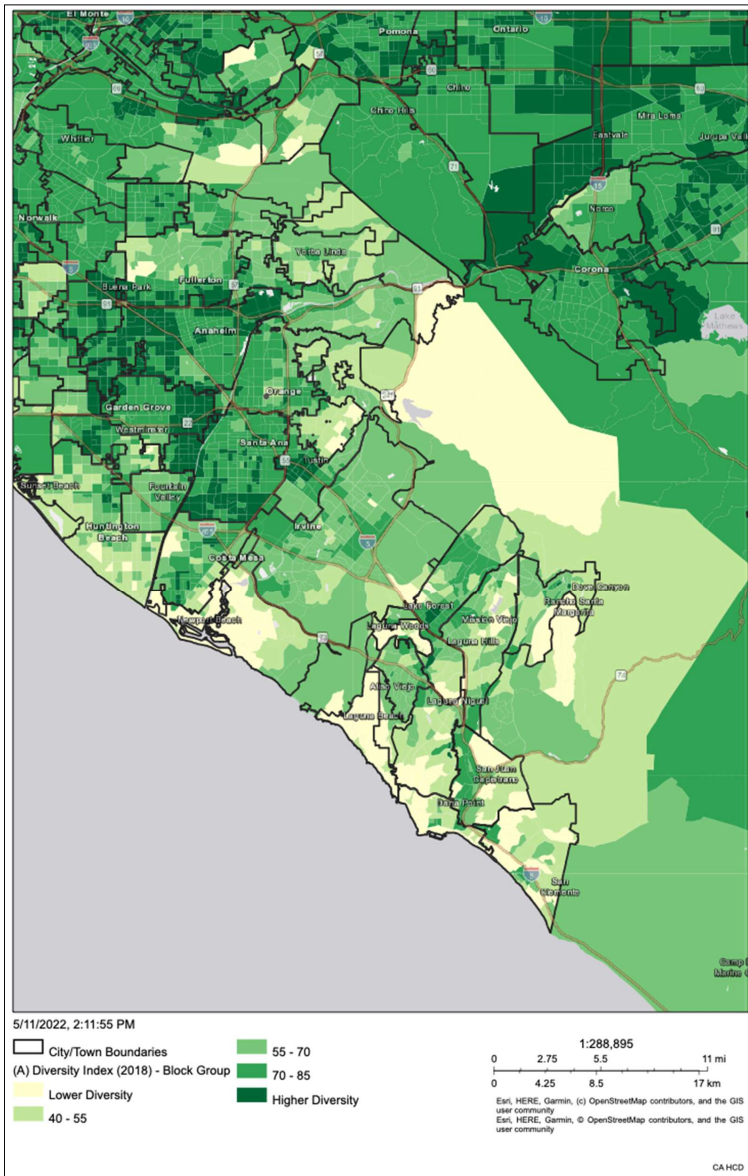 El Monte
Pomona
Ontario
Chino
Chino Hills
Mira Loma
Eastvale
Whittier
Norco
Norwalk
Yorba Linda
Corona
Fullerton
Buena Park
Lake
Mathews
Anaheim
Orange
Garden Grove
Westminster
Santa Ana
Tustin
Sunset Beach
Fountain
Valley
Huntington
Beach
Irvine
Costa Mesa
Dove Canyon
Rancho Santa
Margarita
Lake Forest
Newport Beach
Laguna Woods
Mission Viejo
Laguna Hills
Aliso Viejo
Laguna Niguel
Laguna Beach
San Juan
Capistrano
Dana Point
San
Clemente
5/11/2022, 2:11:55 PM
City/Town Boundaries
(A) Diversity Index (2018) - Block Group
Lower Diversity
40 - 55
55 - 70
70 - 85
Higher Diversity
1:288,895
0 2.75 5.5 11 mi
0 4.25 8.5 17 km
Esri, HERE, Garmin, (c) OpenStreetMap contributors, and the GIS
user community
Esri, HERE, Garmin, © OpenStreetMap contributors, and the GIS
user community
CA HCD